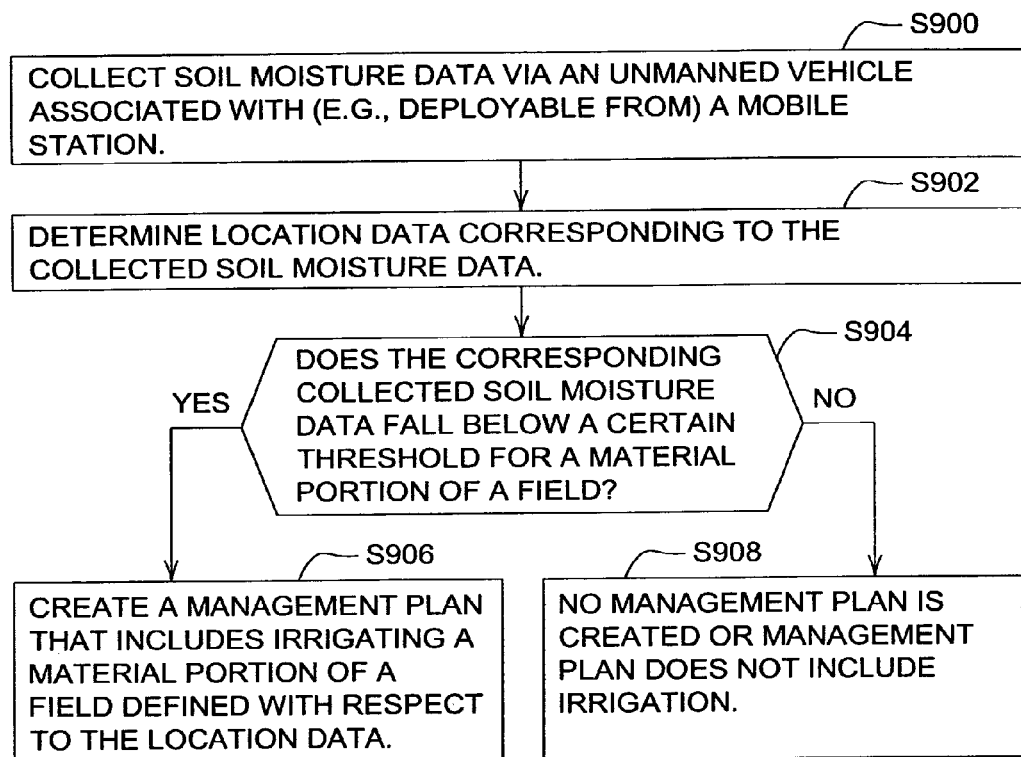 S900
COLLECT SOIL MOISTURE DATA VIA AN UNMANNED VEHICLE
ASSOCIATED WITH (E.G., DEPLOYABLE FROM) A MOBILE
STATION.
S902
DETERMINE LOCATION DATA CORRESPONDING TO THE
COLLECTED SOIL MOISTURE DATA.
S904
DOES THE CORRESPONDING
COLLECTED SOIL MOISTURE
DATA FALL BELOW A CERTAIN
THRESHOLD FOR A MATERIAL
PORTION OF A FIELD?
YES
NO
S906
CREATE A MANAGEMENT PLAN
THAT INCLUDES IRRIGATING A
MATERIAL PORTION OF A
FIELD DEFINED WITH RESPECT
TO THE LOCATION DATA.
S908
NO MANAGEMENT PLAN IS
CREATED OR MANAGEMENT
PLAN DOES NOT INCLUDE
IRRIGATION.